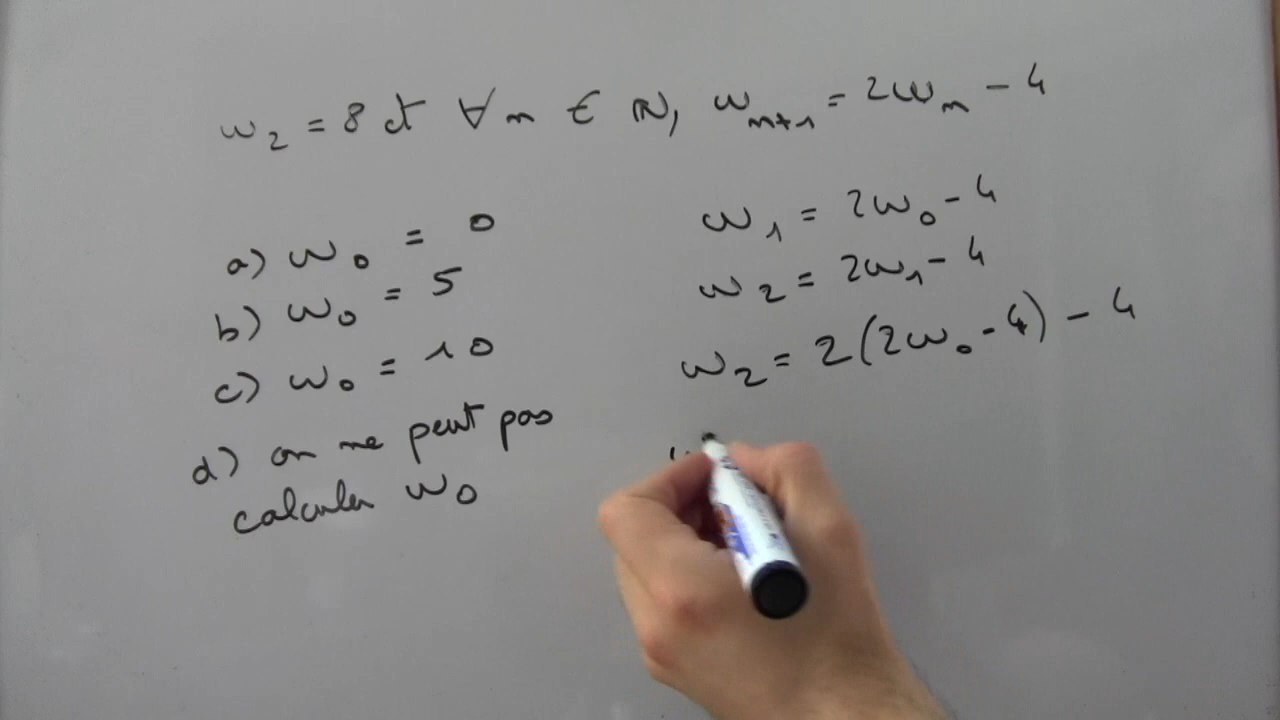 w₂ = 8 et ∀n ∈ ℕ, wₙ₊₁ = 2wₙ - 4
a) w₀ = 0
b) w₀ = 5
c) w₀ = 10
d) on ne peut pas
calculer w₀
w₁ = 2w₀ - 4
w₂ = 2w₁ - 4
w₂ = 2(2w₀ - 4) - 4